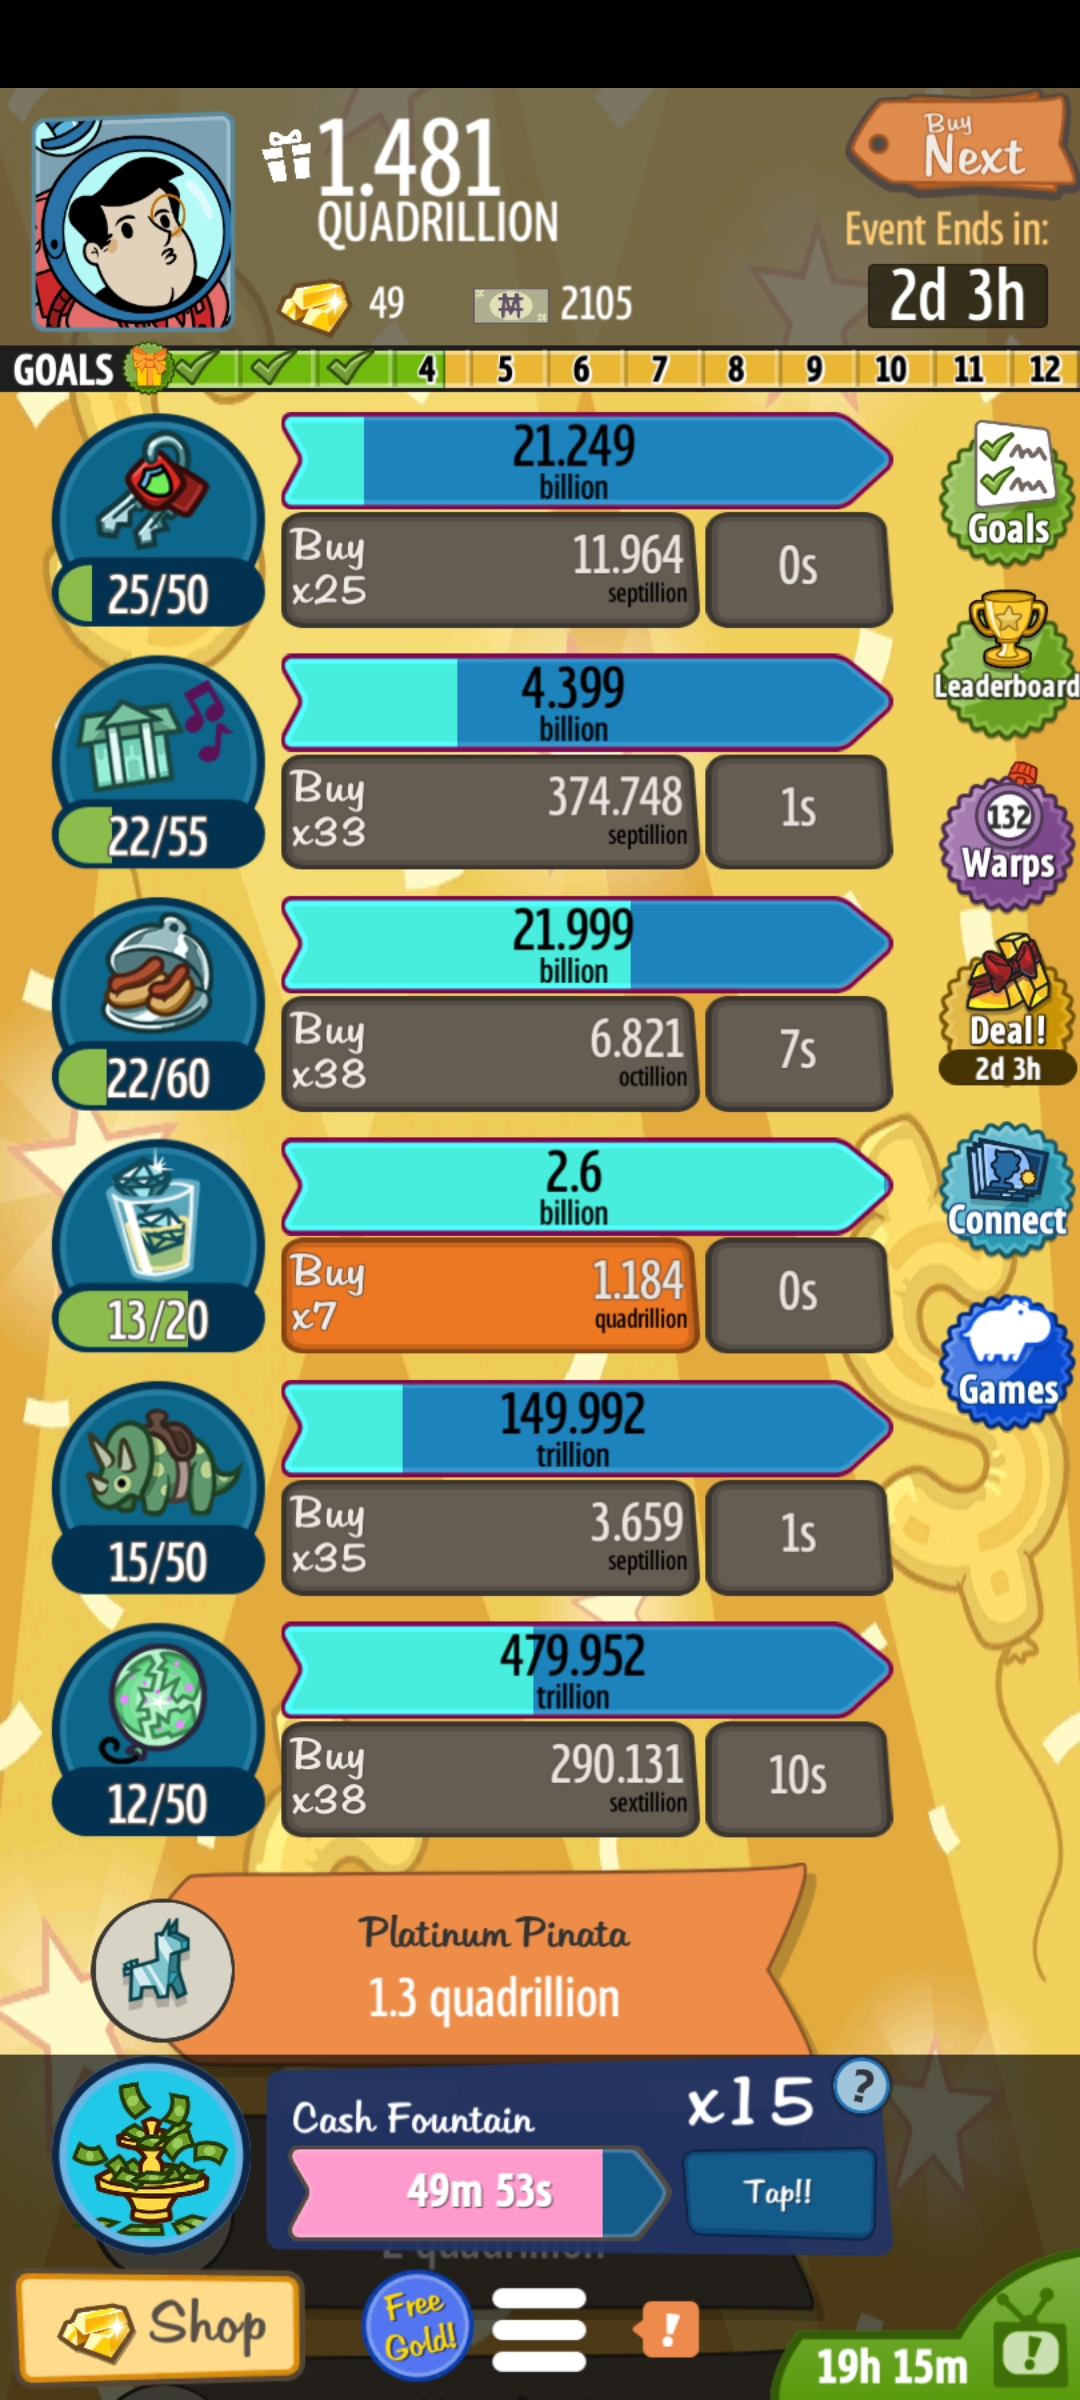 1.481
QUADRILLION
49
2105
Buy
Next
Event Ends in:
2d 3h
GOALS
4 5 6 7 8 9 10 11 12
21.249
billion
25/50
Buy
x25
11.964
septillion
0s
4.399
billion
22/55
Buy
x33
374.748
septillion
1s
21.999
billion
22/60
Buy
x38
6.821
octillion
7s
2.6
billion
13/20
Buy
x7
1.184
quadrillion
0s
149.992
trillion
15/50
Buy
x35
3.659
septillion
1s
479.952
trillion
12/50
Buy
x38
290.131
sextillion
10s
Goals
Leaderboard
132
Warps
Deal!
2d 3h
Connect
Games
Platinum Pinata
1.3 quadrillion
Cash Fountain
x15
?
49m 53s
Tap!!
2 quadrillion
Shop
Free
Gold!
!
19h 15m
!